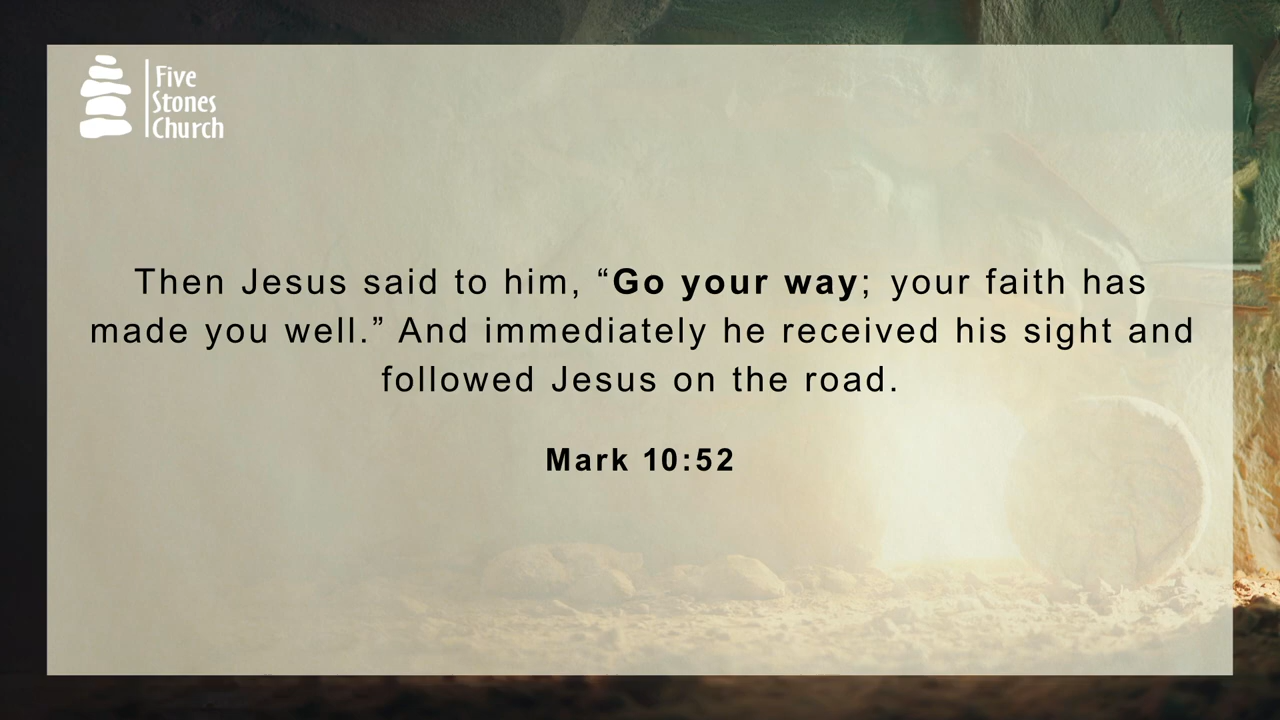 Five
Stones
Church
Then Jesus said to him, “Go your way; your faith has
made you well.” And immediately he received his sight and
followed Jesus on the road.
Mark 10:52